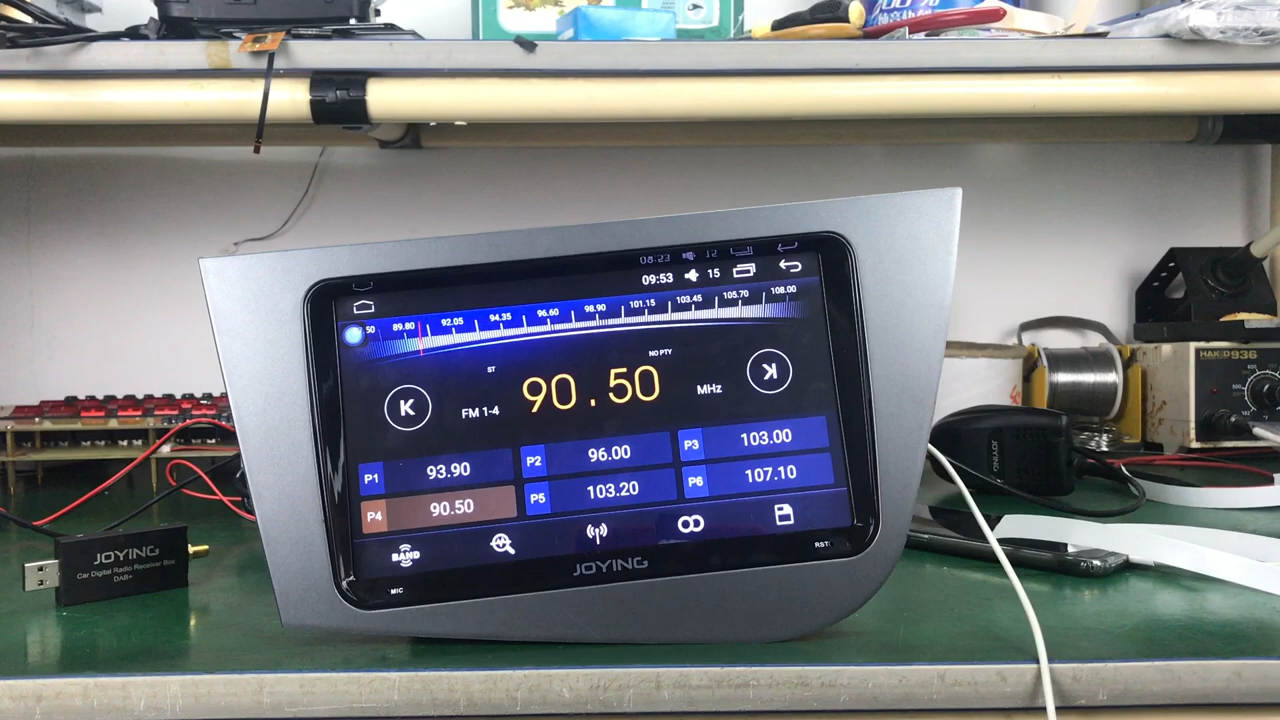 08:23 12
09:53 15
50 89.80 92.05 94.35 96.60 98.90 101.15 103.45 105.70 108.00
ST
NO PTY
FM 1-4
90.50
MHz
P1 93.90
P2 96.00
P3 103.00
P4 90.50
P5 103.20
P6 107.10
BAND
JOYING
MIC
RST
JOYING
Car Digital Radio Receiver Box
DAB+
JOYING
HAKKO 936